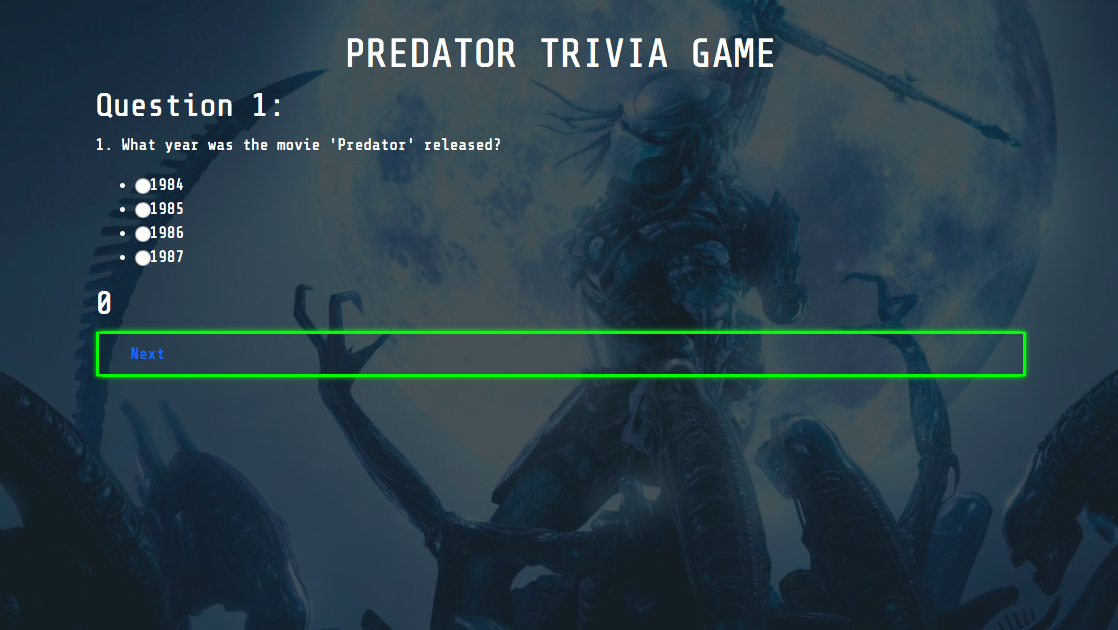 PREDATOR TRIVIA GAME
Question 1:
1. What year was the movie 'Predator' released?
1984
1985
1986
1987
0
Next